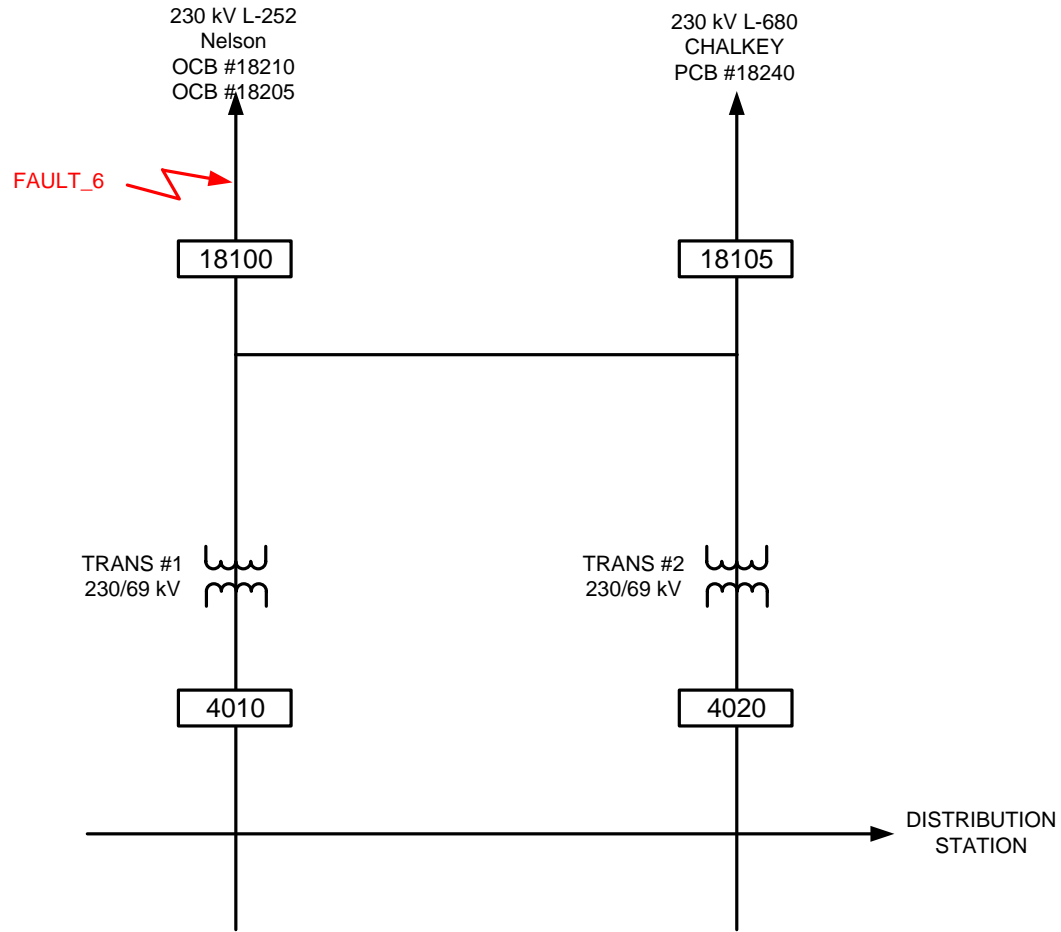 230 kV L-252
Nelson
OCB #18210
OCB #18205
230 kV L-680
CHALKEY
PCB #18240
FAULT_6
18100
18105
TRANS #1
230/69 kV
TRANS #2
230/69 kV
4010
4020
DISTRIBUTION
STATION